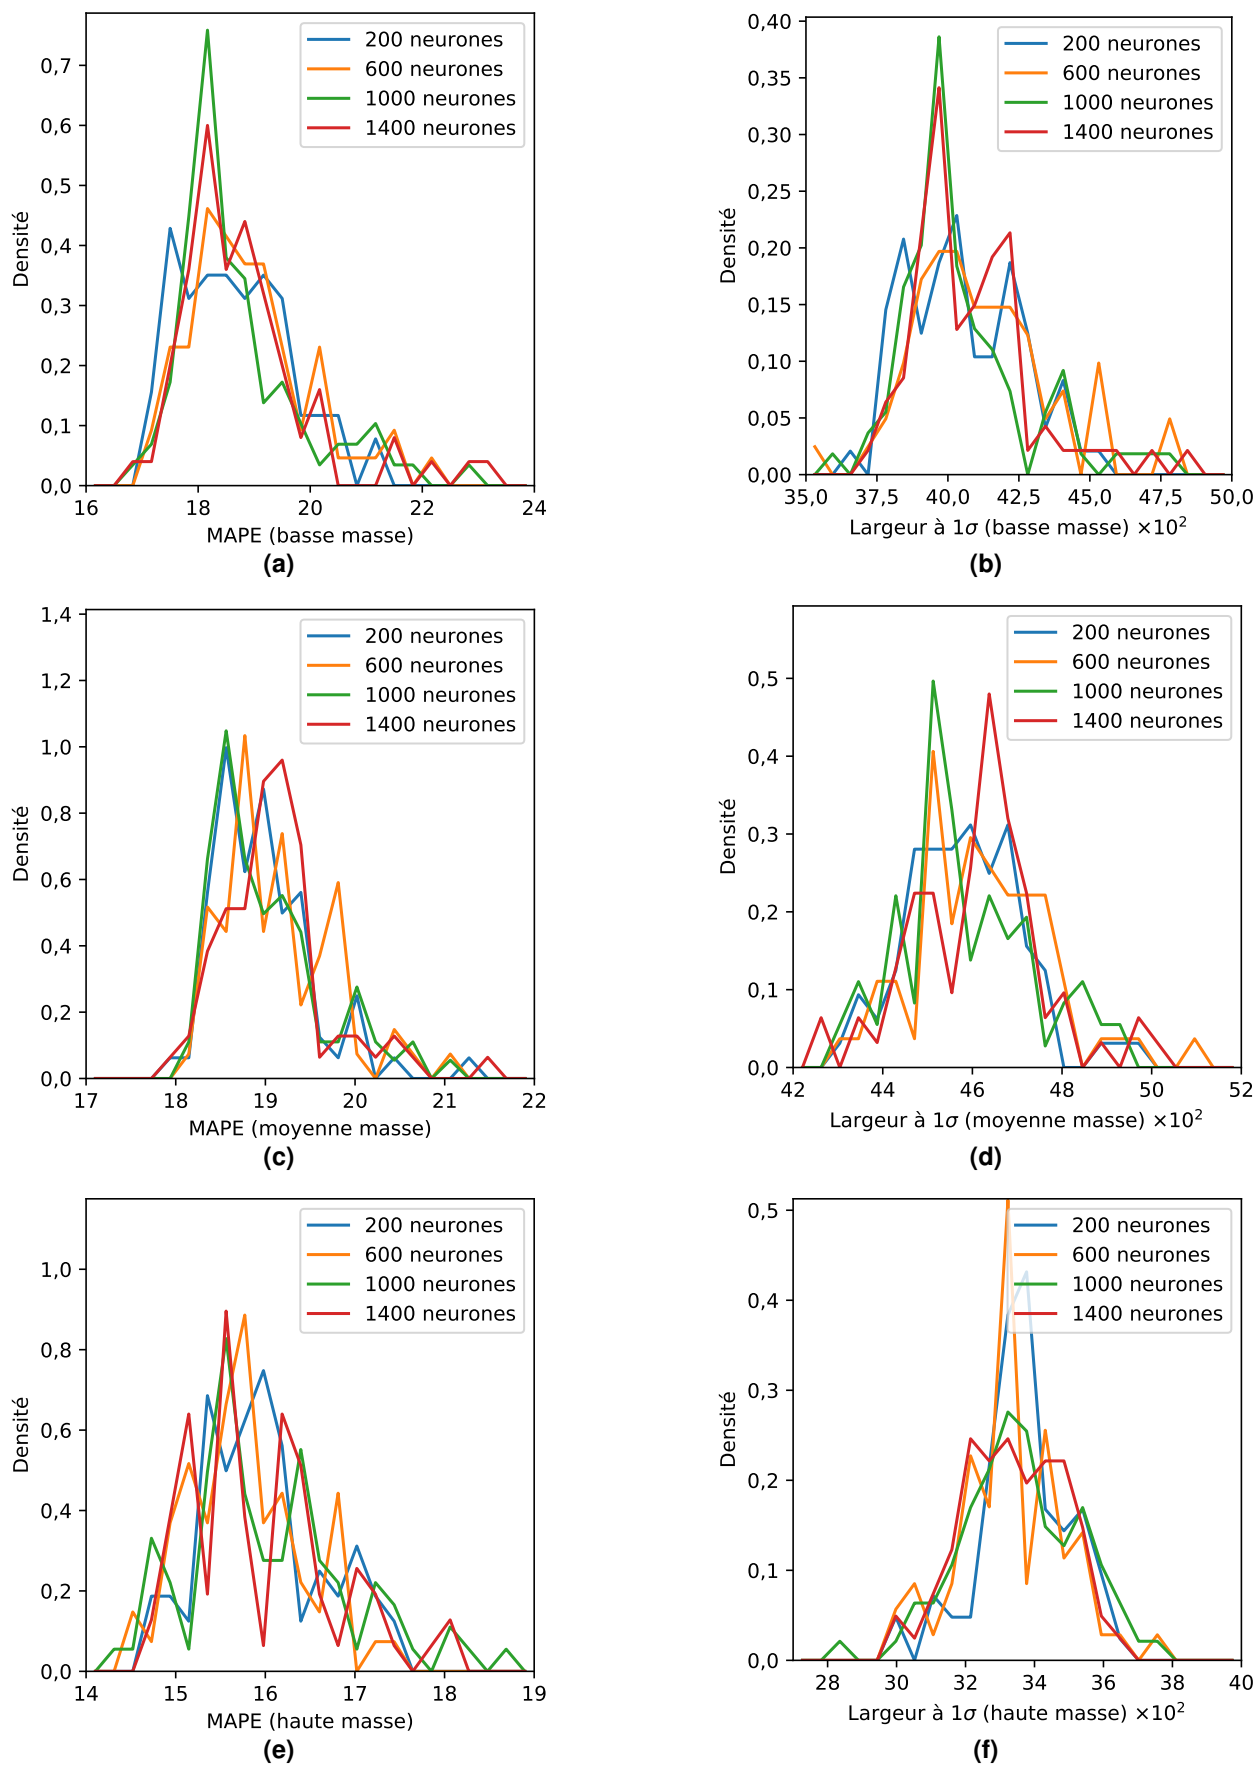 200 neurones
600 neurones
1000 neurones
1400 neurones
0,7
0,6
0,5
0,4
0,3
0,2
0,1
0,0
Densité
16 18 20 22 24
MAPE (basse masse)
(a)
200 neurones
600 neurones
1000 neurones
1400 neurones
0,40
0,35
0,30
0,25
0,20
0,15
0,10
0,05
0,00
Densité
35,0 37,5 40,0 42,5 45,0 47,5 50,0
Largeur à 1σ (basse masse) ×10²
(b)
200 neurones
600 neurones
1000 neurones
1400 neurones
1,4
1,2
1,0
0,8
0,6
0,4
0,2
0,0
Densité
17 18 19 20 21 22
MAPE (moyenne masse)
(c)
200 neurones
600 neurones
1000 neurones
1400 neurones
0,5
0,4
0,3
0,2
0,1
0,0
Densité
42 44 46 48 50 52
Largeur à 1σ (moyenne masse) ×10²
(d)
200 neurones
600 neurones
1000 neurones
1400 neurones
1,0
0,8
0,6
0,4
0,2
0,0
Densité
14 15 16 17 18 19
MAPE (haute masse)
(e)
200 neurones
600 neurones
1000 neurones
1400 neurones
0,5
0,4
0,3
0,2
0,1
0,0
Densité
28 30 32 34 36 38 40
Largeur à 1σ (haute masse) ×10²
(f)